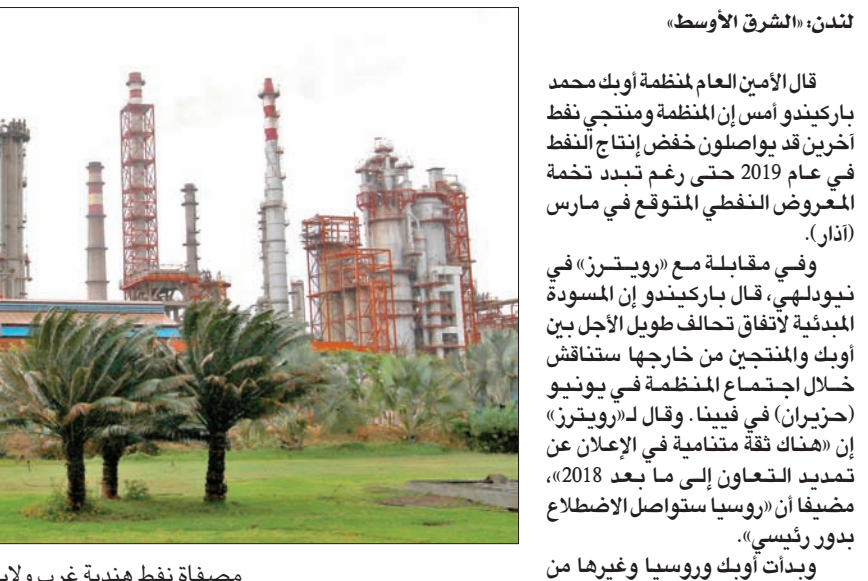 لندن: «الشرق الأوسط»
قال الأمين العام لمنظمة أوبك محمد
باركيندو أمس إن المنظمة ومنتجي نفط
آخرين قد يواصلون خفض إنتاج النفط
في عام 2019 حتى رغم تبدد تخمة
المعروض النفطي المتوقع في مارس
(آذار).
وفي مقابلة مع «رويترز» في
نيودلهي، قال باركيندو إن المسودة
المبدئية لاتفاق تحالف طويل الأجل بين
أوبك والمنتجين من خارجها ستناقش
خلال اجتماع المنظمة في يونيو
(حزيران) في فيينا. وقال لـ«رويترز»
إن «هناك ثقة متنامية في الإعلان عن
تمديد التعاون إلى ما بعد 2018»،
مضيفا أن «روسيا ستواصل الاضطلاع
بدور رئيسي».
وبدأت أوبك وروسيا وغيرها من
مصفاة نفط هندية غرب